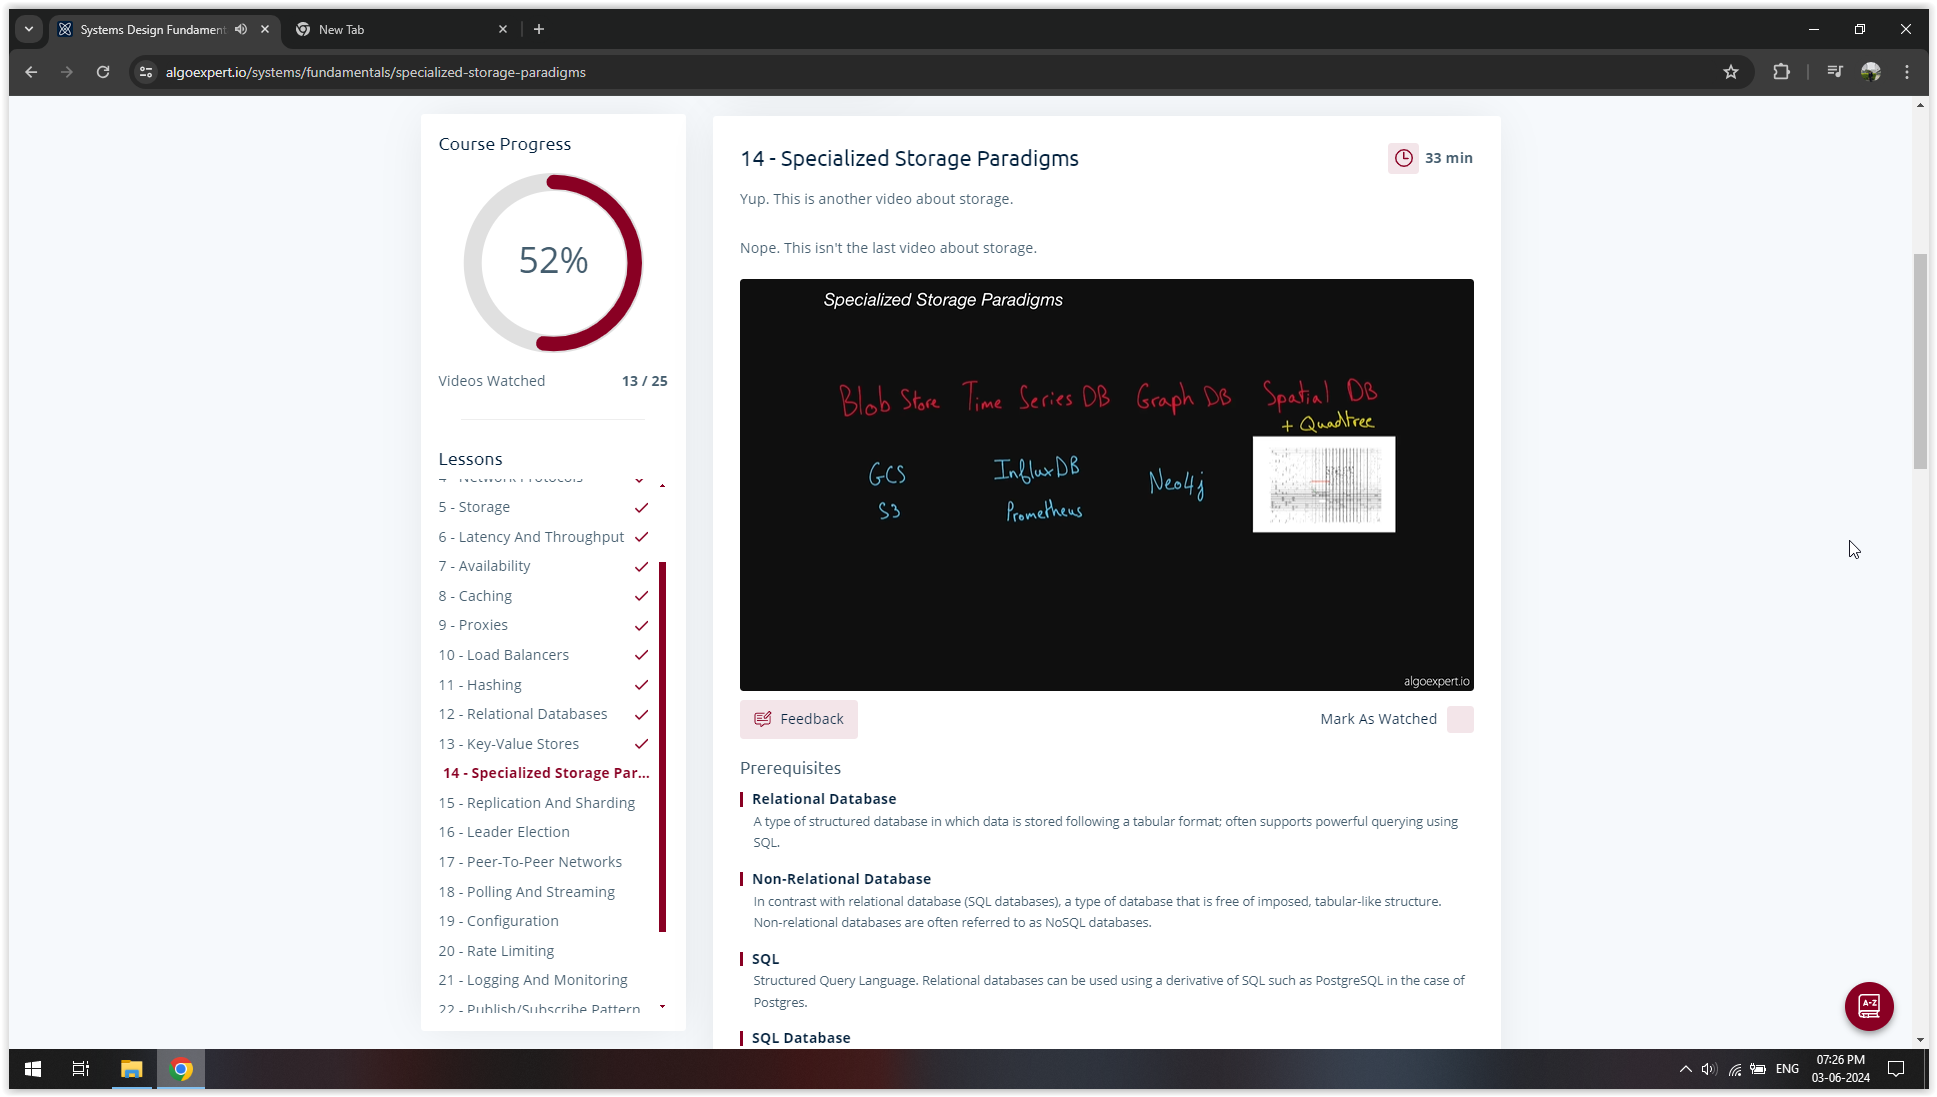 Systems Design Fundament
New Tab
algoexpert.io/systems/fundamentals/specialized-storage-paradigms
Course Progress
52%
Videos Watched 13 / 25
Lessons
4 - Network Protocols
5 - Storage
6 - Latency And Throughput
7 - Availability
8 - Caching
9 - Proxies
10 - Load Balancers
11 - Hashing
12 - Relational Databases
13 - Key-Value Stores
14 - Specialized Storage Par...
15 - Replication And Sharding
16 - Leader Election
17 - Peer-To-Peer Networks
18 - Polling And Streaming
19 - Configuration
20 - Rate Limiting
21 - Logging And Monitoring
22 - Publish/Subscribe Pattern
14 - Specialized Storage Paradigms
33 min
Yup. This is another video about storage.
Nope. This isn't the last video about storage.
Specialized Storage Paradigms
Blob Store Time Series DB Graph DB Spatial DB
+ Quadtree
GCS InfluxDB Neo4j
S3 Prometheus
algoexpert.io
Feedback
Mark As Watched
Prerequisites
Relational Database
A type of structured database in which data is stored following a tabular format; often supports powerful querying using
SQL.
Non-Relational Database
In contrast with relational database (SQL databases), a type of database that is free of imposed, tabular-like structure.
Non-relational databases are often referred to as NoSQL databases.
SQL
Structured Query Language. Relational databases can be used using a derivative of SQL such as PostgreSQL in the case of
Postgres.
SQL Database
A-Z
ENG
07:26 PM
03-06-2024